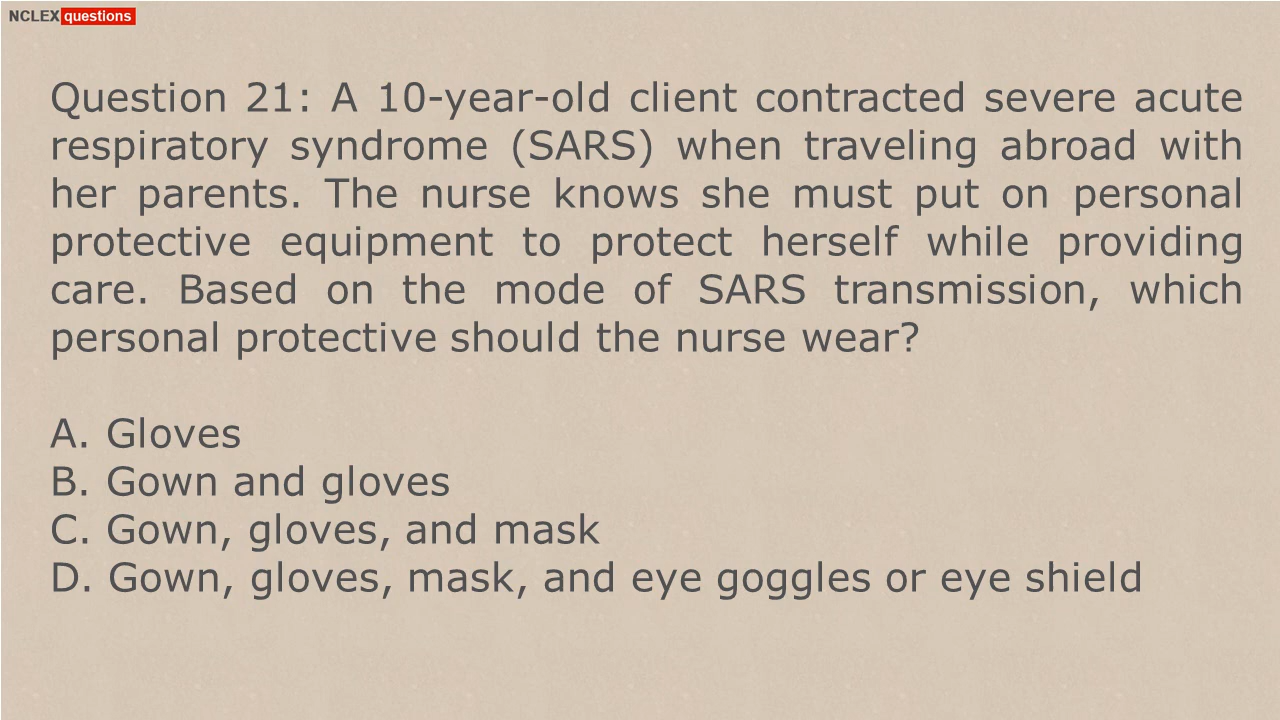 NCLEX questions
Question 21: A 10-year-old client contracted severe acute
respiratory syndrome (SARS) when traveling abroad with
her parents. The nurse knows she must put on personal
protective equipment to protect herself while providing
care. Based on the mode of SARS transmission, which
personal protective should the nurse wear?
A. Gloves
B. Gown and gloves
C. Gown, gloves, and mask
D. Gown, gloves, mask, and eye goggles or eye shield